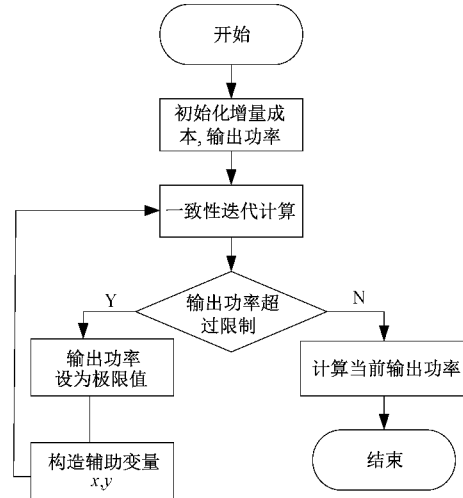 开始
初始化增量成
本, 输出功率
一致性迭代计算
输出功率超
过限制
Y
N
输出功率
设为极限值
计算当前输出功率
构造辅助变量
x,y
结束